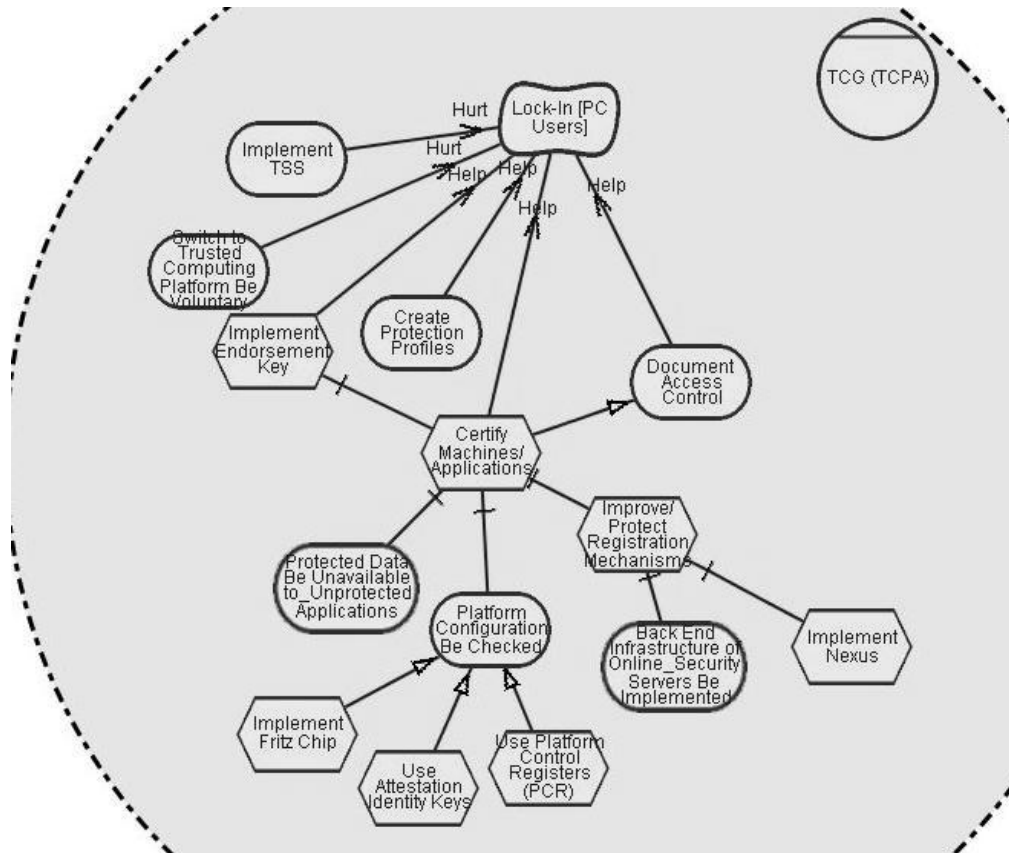 TCG (TCPA)
Lock-In [PC
Users]
Hurt
Implement
TSS
Hurt
Help
Help
Help
Help
Switch to
Trusted
Computing
Platform Be
Voluntary
Implement
Endorsement
Key
Create
Protection
Profiles
Document
Access
Control
Certify
Machines/
Applications
Improve/
Protect
Registration
Mechanisms
Protected Data
Be Unavailable
to_Unprotected
Applications
Platform
Configuration
Be Checked
Back End
Infrastructure of
Online_Security
Servers Be
Implemented
Implement
Nexus
Implement
Fritz Chip
Use
Attestation
Identity Keys
Use Platform
Control
Registers
(PCR)